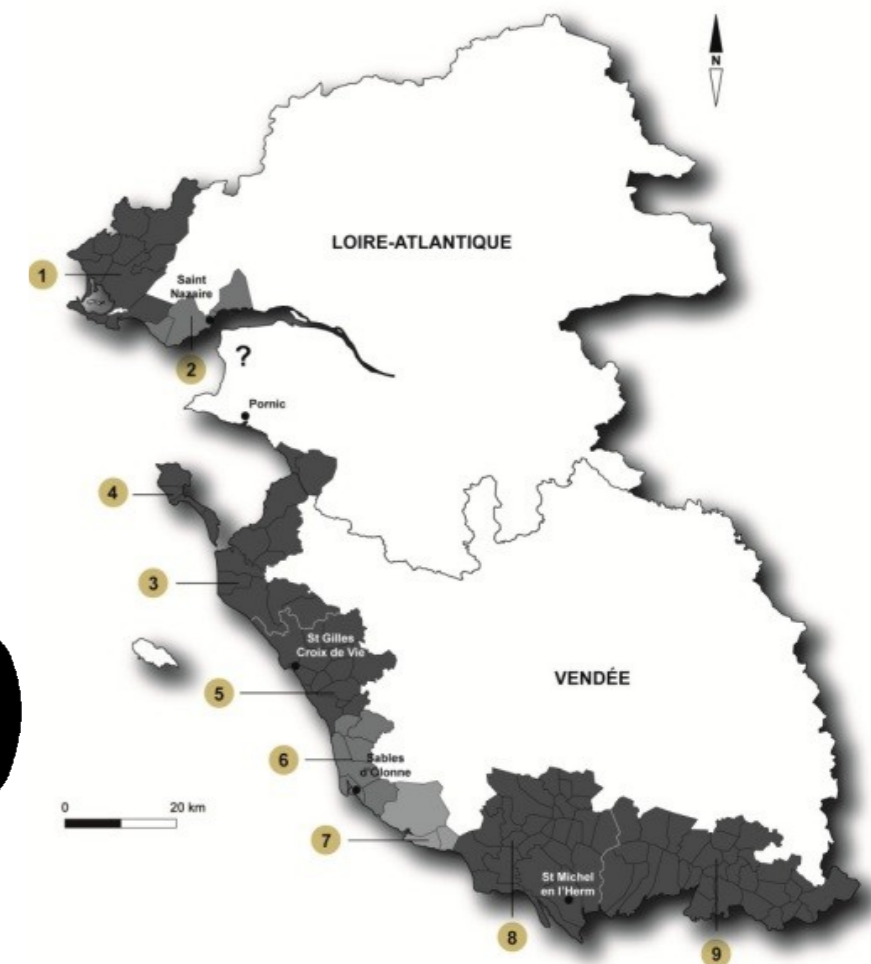 N
LOIRE-ATLANTIQUE
1
Saint
Nazaire
2
?
Pornic
4
3
St Gilles
Croix de Vie
VENDÉE
5
6
Sables
d'Olonne
0 20 km
7
St Michel
en l'Herm
8
9